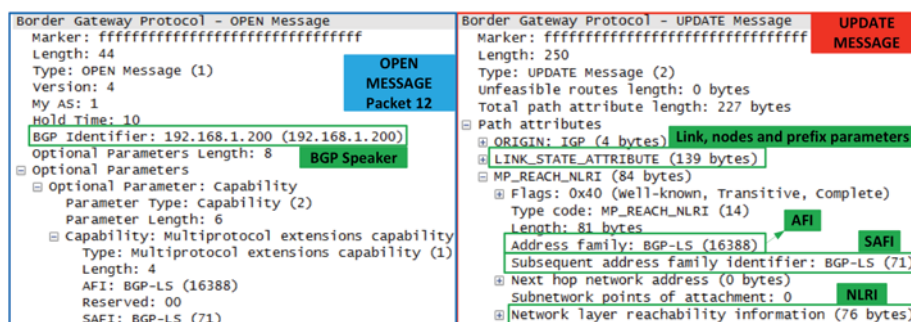 Border Gateway Protocol - OPEN Message
Marker: ffffffffffffffffffffffffffffffff
Length: 44
Type: OPEN Message (1)
Version: 4
My AS: 1
Hold Time: 10
BGP Identifier: 192.168.1.200 (192.168.1.200)
Optional Parameters Length: 8
Optional Parameters
Optional Parameter: Capability
Parameter Type: Capability (2)
Parameter Length: 6
Capability: Multiprotocol extensions capability
Type: Multiprotocol extensions capability (1)
Length: 4
AFI: BGP-LS (16388)
Reserved: 00
SAFI: BGP-LS (71)
OPEN
MESSAGE
Packet 12
BGP Speaker
Border Gateway Protocol - UPDATE Message
Marker: ffffffffffffffffffffffffffffffff
Length: 250
Type: UPDATE Message (2)
Unfeasible routes length: 0 bytes
Total path attribute length: 227 bytes
Path attributes
ORIGIN: IGP (4 bytes)
LINK_STATE_ATTRIBUTE (139 bytes)
MP_REACH_NLRI (84 bytes)
Flags: 0x40 (Well-known, Transitive, Complete)
Type code: MP_REACH_NLRI (14)
Length: 81 bytes
Address family: BGP-LS (16388)
Subsequent address family identifier: BGP-LS (71)
Next hop network address (0 bytes)
Subnetwork points of attachment: 0
Network layer reachability information (76 bytes)
UPDATE
MESSAGE
Link, nodes and prefix parameters
AFI
SAFI
NLRI